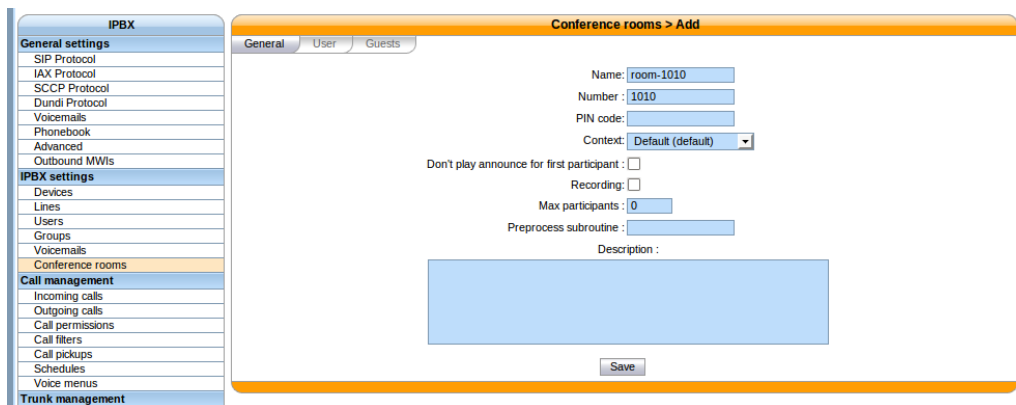 IPBX
General settings
SIP Protocol
IAX Protocol
SCCP Protocol
Dundi Protocol
Voicemails
Phonebook
Advanced
Outbound MWIs
IPBX settings
Devices
Lines
Users
Groups
Voicemails
Conference rooms
Call management
Incoming calls
Outgoing calls
Call permissions
Call filters
Call pickups
Schedules
Voice menus
Trunk management
Conference rooms > Add
General User Guests
Name: room-1010
Number : 1010
PIN code:
Context: Default (default)
Don't play announce for first participant :
Recording:
Max participants : 0
Preprocess subroutine :
Description :
Save